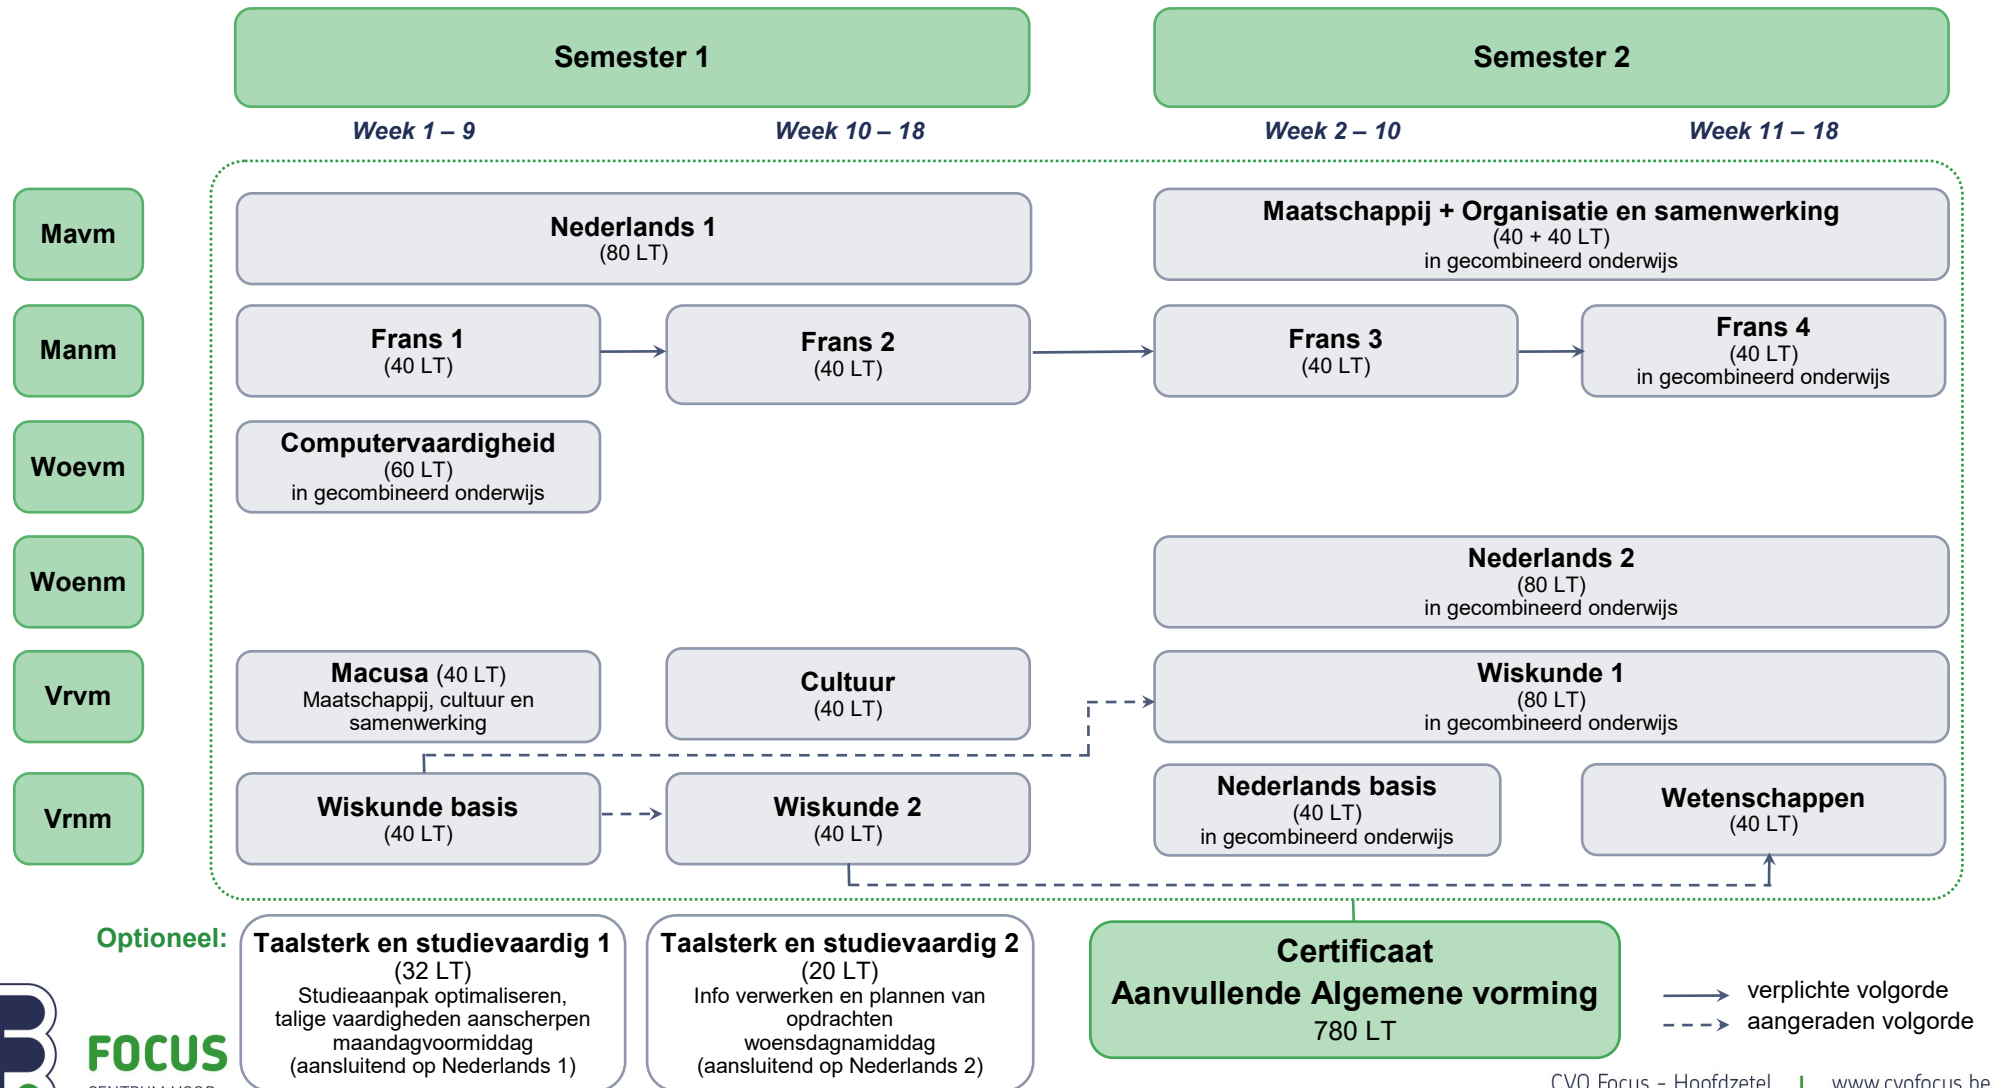 Semester 1
Semester 2
Week 1 – 9
Week 10 – 18
Week 2 – 10
Week 11 – 18
Mavm
Nederlands 1
(80 LT)
Maatschappij + Organisatie en samenwerking
(40 + 40 LT)
in gecombineerd onderwijs
Manm
Frans 1
(40 LT)
Frans 2
(40 LT)
Frans 3
(40 LT)
Frans 4
(40 LT)
in gecombineerd onderwijs
Woevm
Computervaardigheid
(60 LT)
in gecombineerd onderwijs
Woenm
Nederlands 2
(80 LT)
in gecombineerd onderwijs
Vrvm
Macusa (40 LT)
Maatschappij, cultuur en
samenwerking
Cultuur
(40 LT)
Wiskunde 1
(80 LT)
in gecombineerd onderwijs
Vrnm
Wiskunde basis
(40 LT)
Wiskunde 2
(40 LT)
Nederlands basis
(40 LT)
in gecombineerd onderwijs
Wetenschappen
(40 LT)
Optioneel:
Taalsterk en studievaardig 1
(32 LT)
Studieaanpak optimaliseren,
talige vaardigheden aanscherpen
maandagvoormiddag
(aansluitend op Nederlands 1)
Taalsterk en studievaardig 2
(20 LT)
Info verwerken en plannen van
opdrachten
woensdagnamiddag
(aansluitend op Nederlands 2)
Certificaat
Aanvullende Algemene vorming
780 LT
verplichte volgorde
aangeraden volgorde
FOCUS
CENTRUM VOOR
CVO Focus – Hoofdzetel | www.cvofocus.be